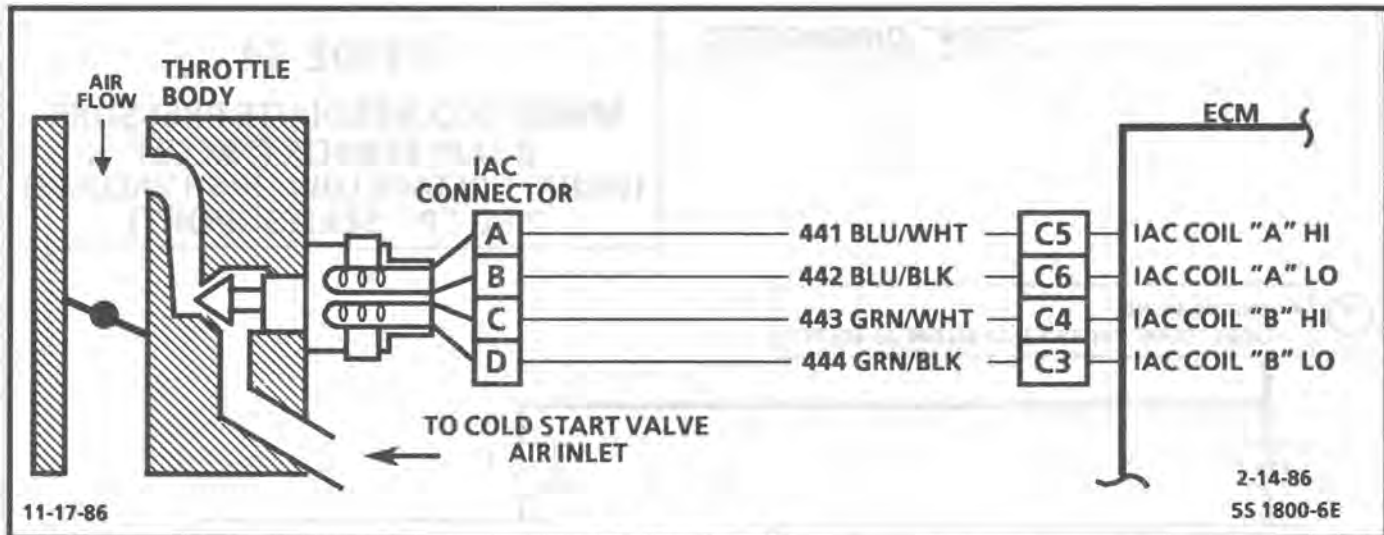 AIR
FLOW
THROTTLE
BODY
IAC
CONNECTOR
ECM
A 441 BLU/WHT C5 IAC COIL "A" HI
B 442 BLU/BLK C6 IAC COIL "A" LO
C 443 GRN/WHT C4 IAC COIL "B" HI
D 444 GRN/BLK C3 IAC COIL "B" LO
TO COLD START VALVE
AIR INLET
11-17-86
2-14-86
5S 1800-6E